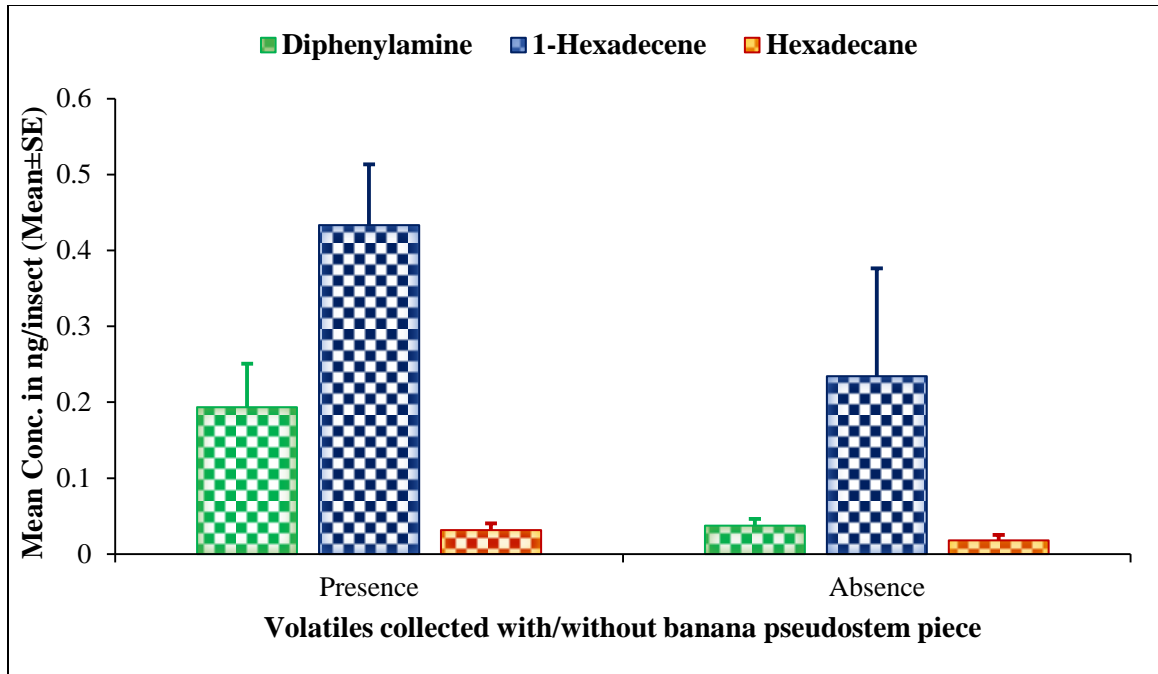 Diphenylamine 1-Hexadecene Hexadecane
Mean Conc. in ng/insect (Mean±SE)
0.6
0.5
0.4
0.3
0.2
0.1
0
Presence Absence
Volatiles collected with/without banana pseudostem piece